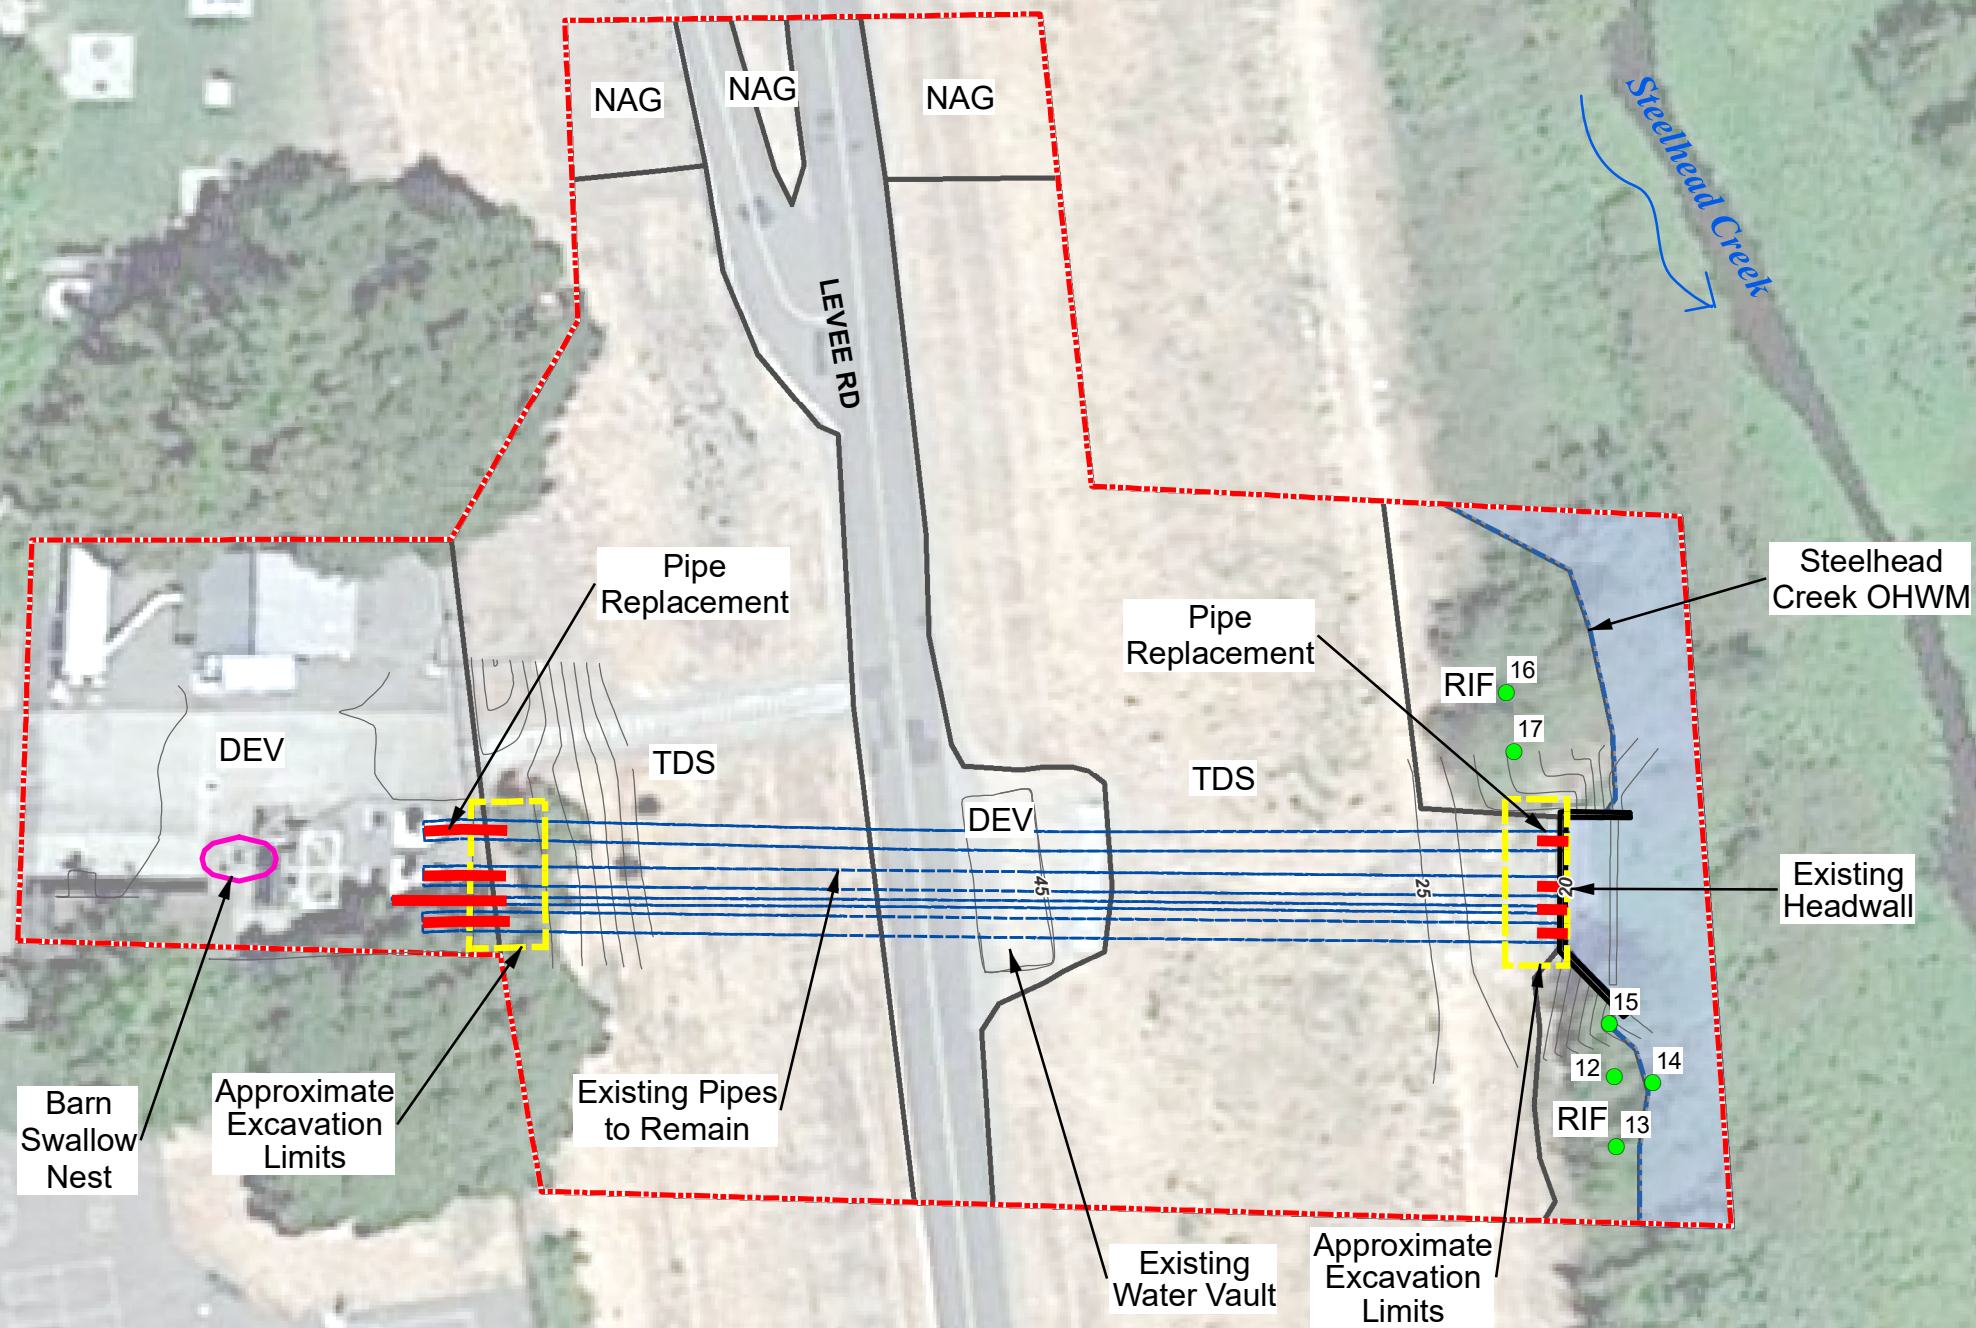 NAG
NAG
NAG
Steelhead Creek
LEVEE RD
Pipe
Replacement
Steelhead
Creek OHWM
Pipe
Replacement
RIF
16
17
DEV
TDS
TDS
DEV
45
25
20
Existing
Headwall
15
12
14
RIF
13
Barn
Swallow
Nest
Approximate
Excavation
Limits
Existing Pipes
to Remain
Existing
Water Vault
Approximate
Excavation
Limits